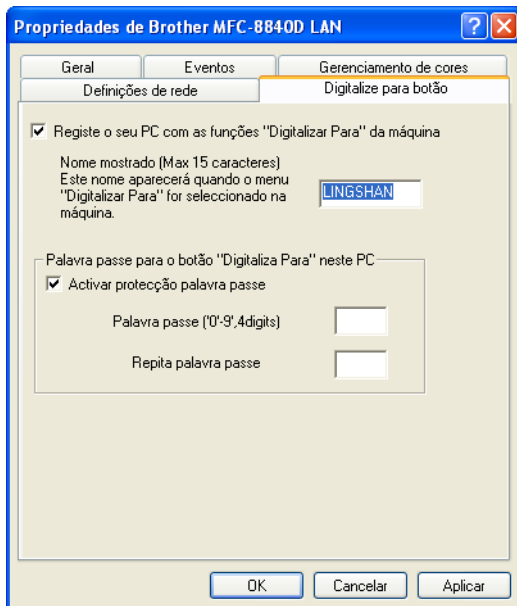 Propriedades de Brother MFC-8840D LAN
Geral Eventos Gerenciamento de cores
Definições de rede Digitalize para botão
Registe o seu PC com as funções "Digitalizar Para" da máquina
Nome mostrado (Max 15 caracteres)
Este nome aparecerá quando o menu
"Digitalizar Para" for seleccionado na
máquina.
LINGSHAN
Palavra passe para o botão "Digitaliza Para" neste PC
Activar protecção palavra passe
Palavra passe ('0'-9',4digits)
Repita palavra passe
OK Cancelar Aplicar